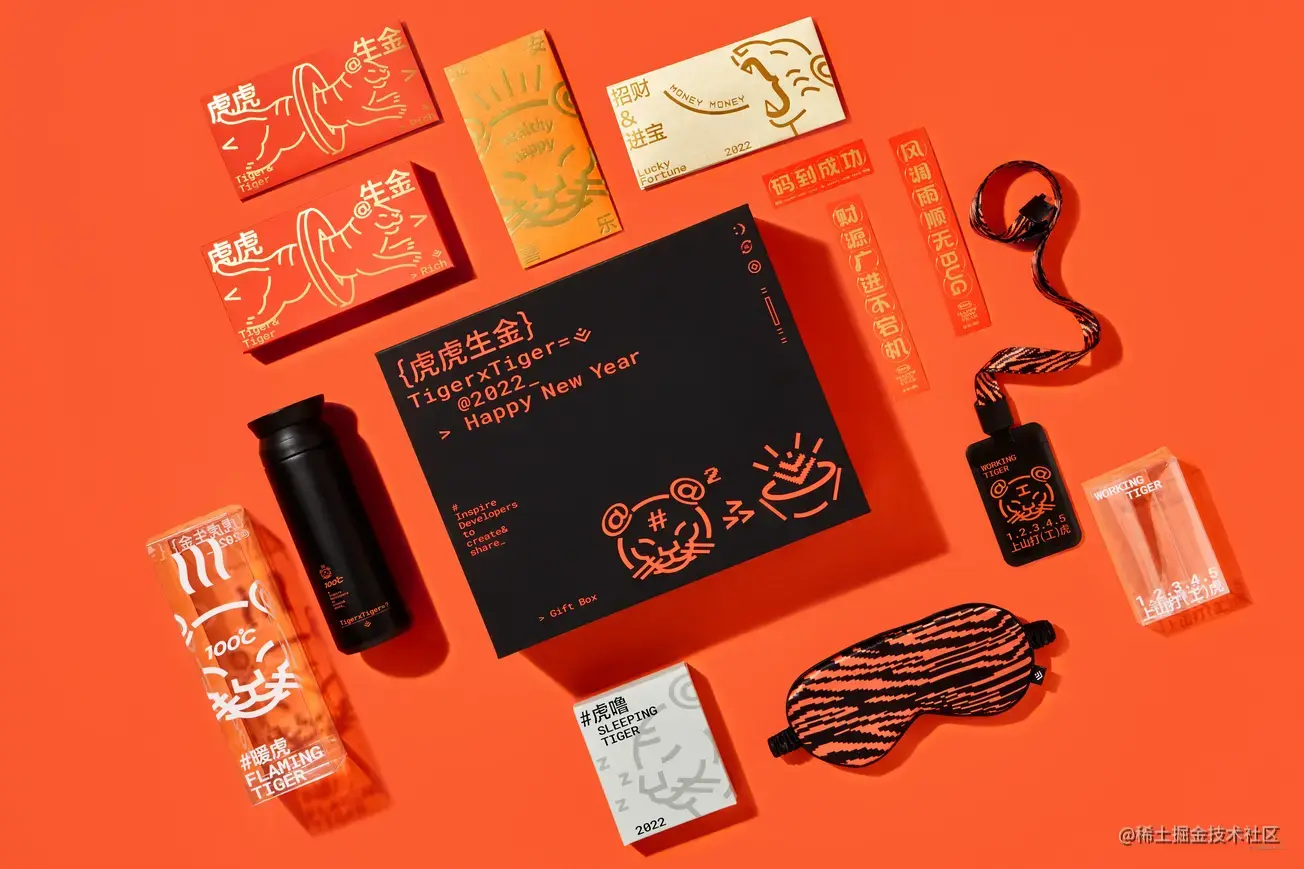 虎虎
@生金
<
>
Tiger&
Tiger
Rich
虎虎
@生金
<
>
Tiger&
Tiger
> Rich
安
Healthy
Happy
乐
招财
&
进宝
MONEY MONEY
Lucky
Fortune
2022
码到成功
风调雨顺无BUG
财源广进不宕机
{虎虎生金}
TigerxTiger=
@2022_
> Happy New Year
# Inspire
Developers
to
create&
share_
@#@z
>>
> Gift Box
100℃
TigerxTiger=?
100℃
#暖虎
FLAMING
TIGER
WORKING
TIGER
@工@
1,2,3,4,5
上山打(工)虎
WORKING
TIGER
1,2,3,4,5
上山打(工)虎
#虎噜
SLEEPING
TIGER
z
z
z
2022
@稀土掘金技术社区